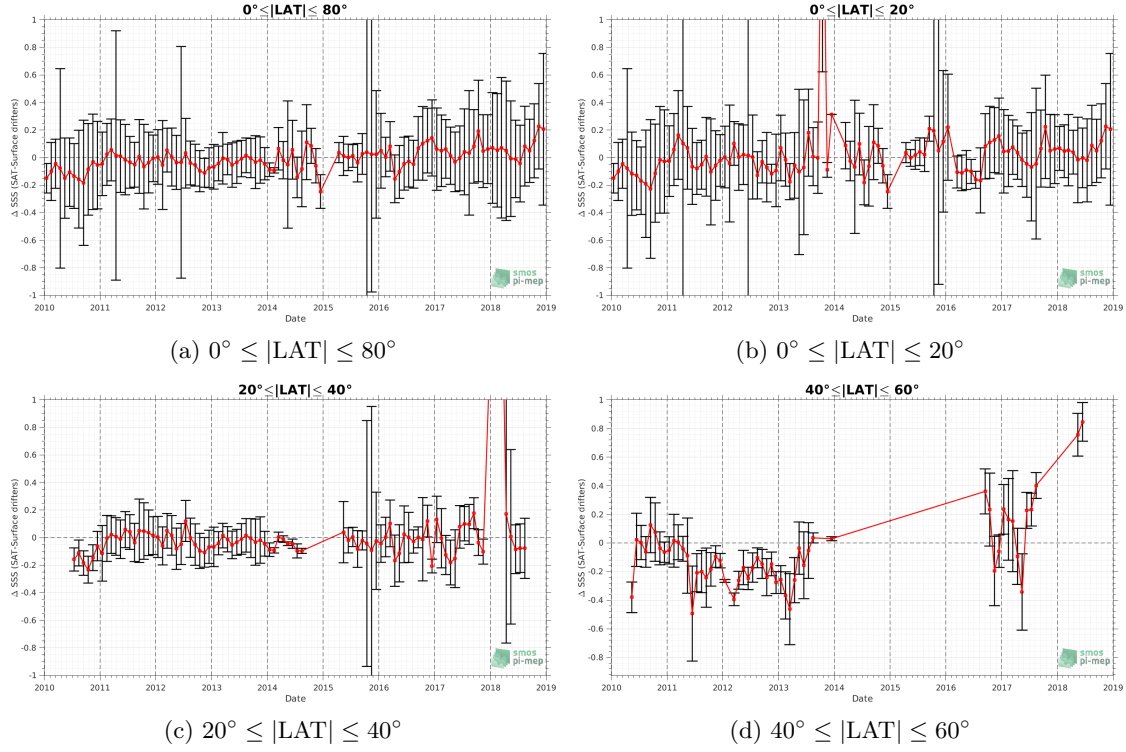 0°≤|LAT|≤ 80°
1
0.8
0.6
0.4
0.2
0
-0.2
-0.4
-0.6
-0.8
-1
Δ SSS (SAT-Surface drifters)
2010 2011 2012 2013 2014 2015 2016 2017 2018 2019
Date
smos
pi-mep
(a) 0° ≤ |LAT| ≤ 80°
0°≤|LAT|≤ 20°
1
0.8
0.6
0.4
0.2
0
-0.2
-0.4
-0.6
-0.8
-1
Δ SSS (SAT-Surface drifters)
2010 2011 2012 2013 2014 2015 2016 2017 2018 2019
Date
smos
pi-mep
(b) 0° ≤ |LAT| ≤ 20°
20°≤|LAT|≤ 40°
1
0.8
0.6
0.4
0.2
0
-0.2
-0.4
-0.6
-0.8
-1
Δ SSS (SAT-Surface drifters)
2010 2011 2012 2013 2014 2015 2016 2017 2018 2019
Date
smos
pi-mep
(c) 20° ≤ |LAT| ≤ 40°
40°≤|LAT|≤ 60°
0.8
0.6
0.4
0.2
0
-0.2
-0.4
-0.6
-0.8
Δ SSS (SAT-Surface drifters)
2010 2011 2012 2013 2014 2015 2016 2017 2018 2019
Date
smos
pi-mep
(d) 40° ≤ |LAT| ≤ 60°